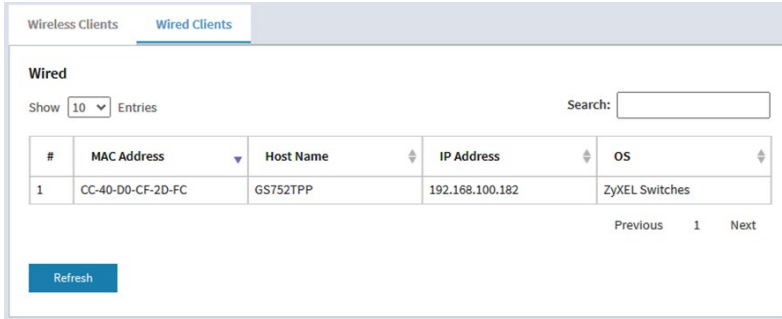 Wireless Clients Wired Clients
Wired
Show 10 Entries Search:
# MAC Address Host Name IP Address OS
1 CC-40-D0-CF-2D-FC GS752TPP 192.168.100.182 ZyXEL Switches
Previous 1 Next
Refresh